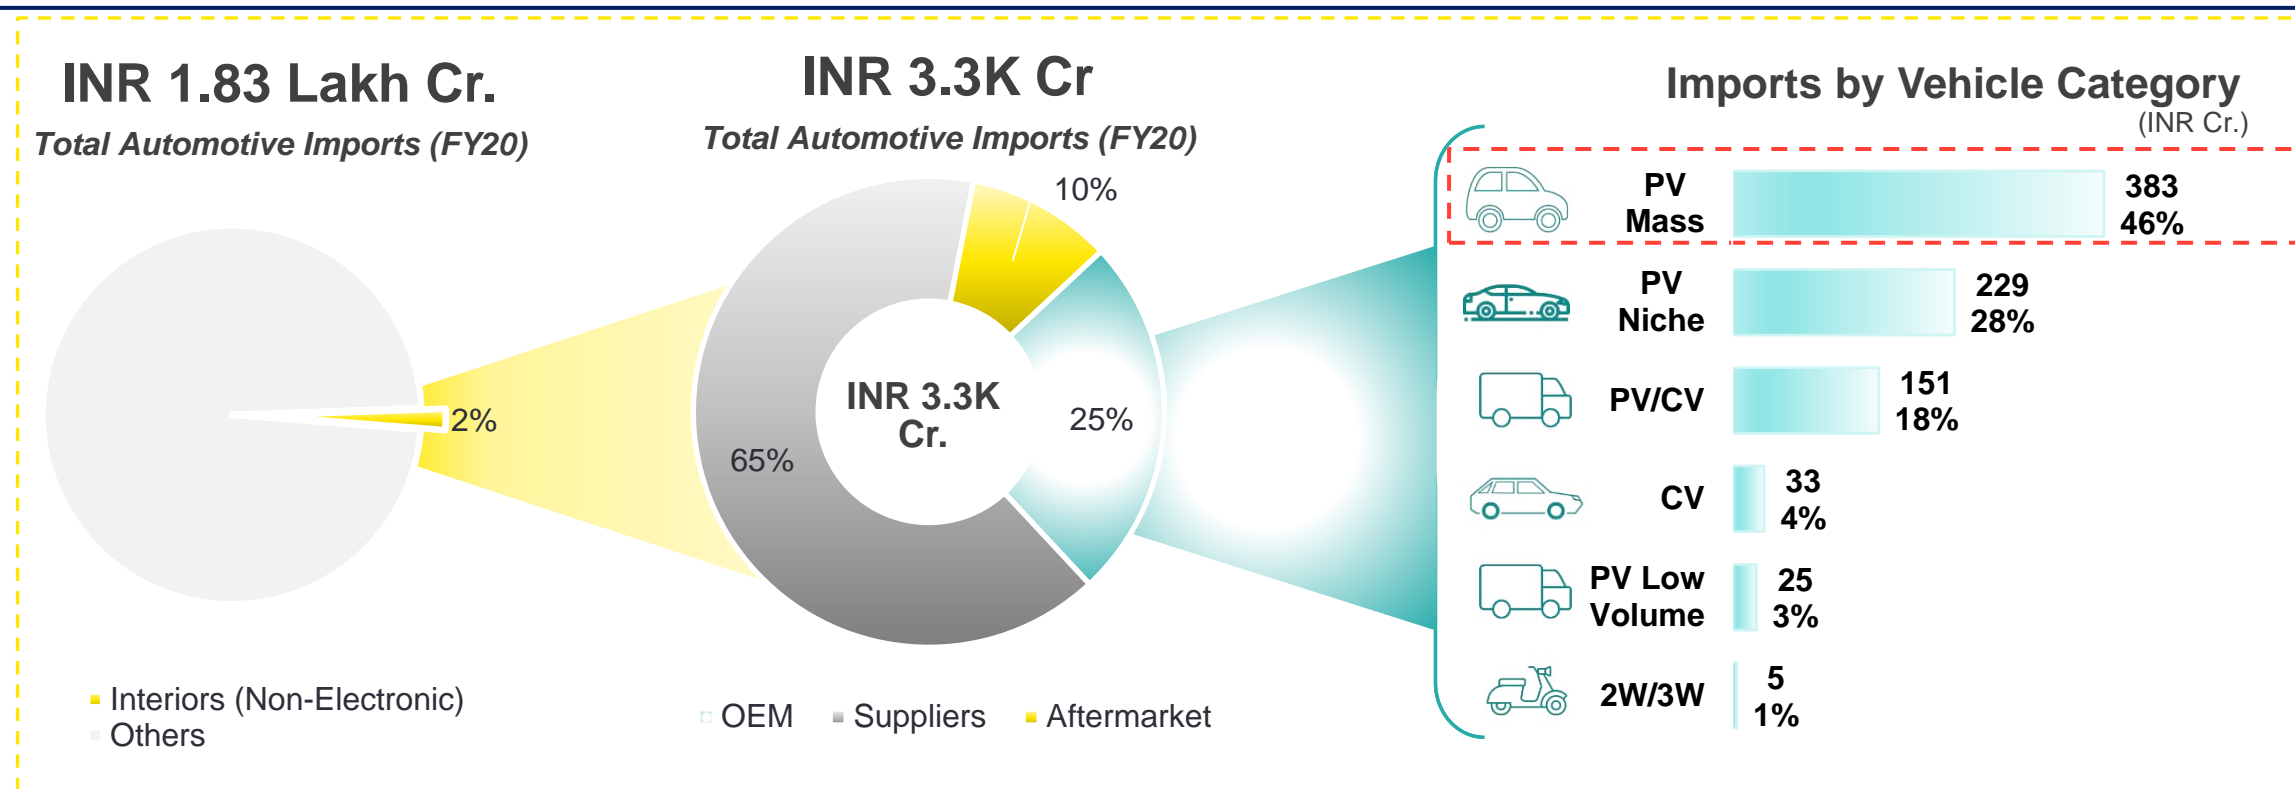 INR 1.83 Lakh Cr.
Total Automotive Imports (FY20)
2%
Interiors (Non-Electronic)
Others
INR 3.3K Cr
Total Automotive Imports (FY20)
10%
INR 3.3K
Cr.
25%
65%
OEM
Suppliers
Aftermarket
Imports by Vehicle Category
(INR Cr.)
PV
Mass
383
46%
PV
Niche
229
28%
PV/CV
151
18%
CV
33
4%
PV Low
Volume
25
3%
2W/3W
5
1%